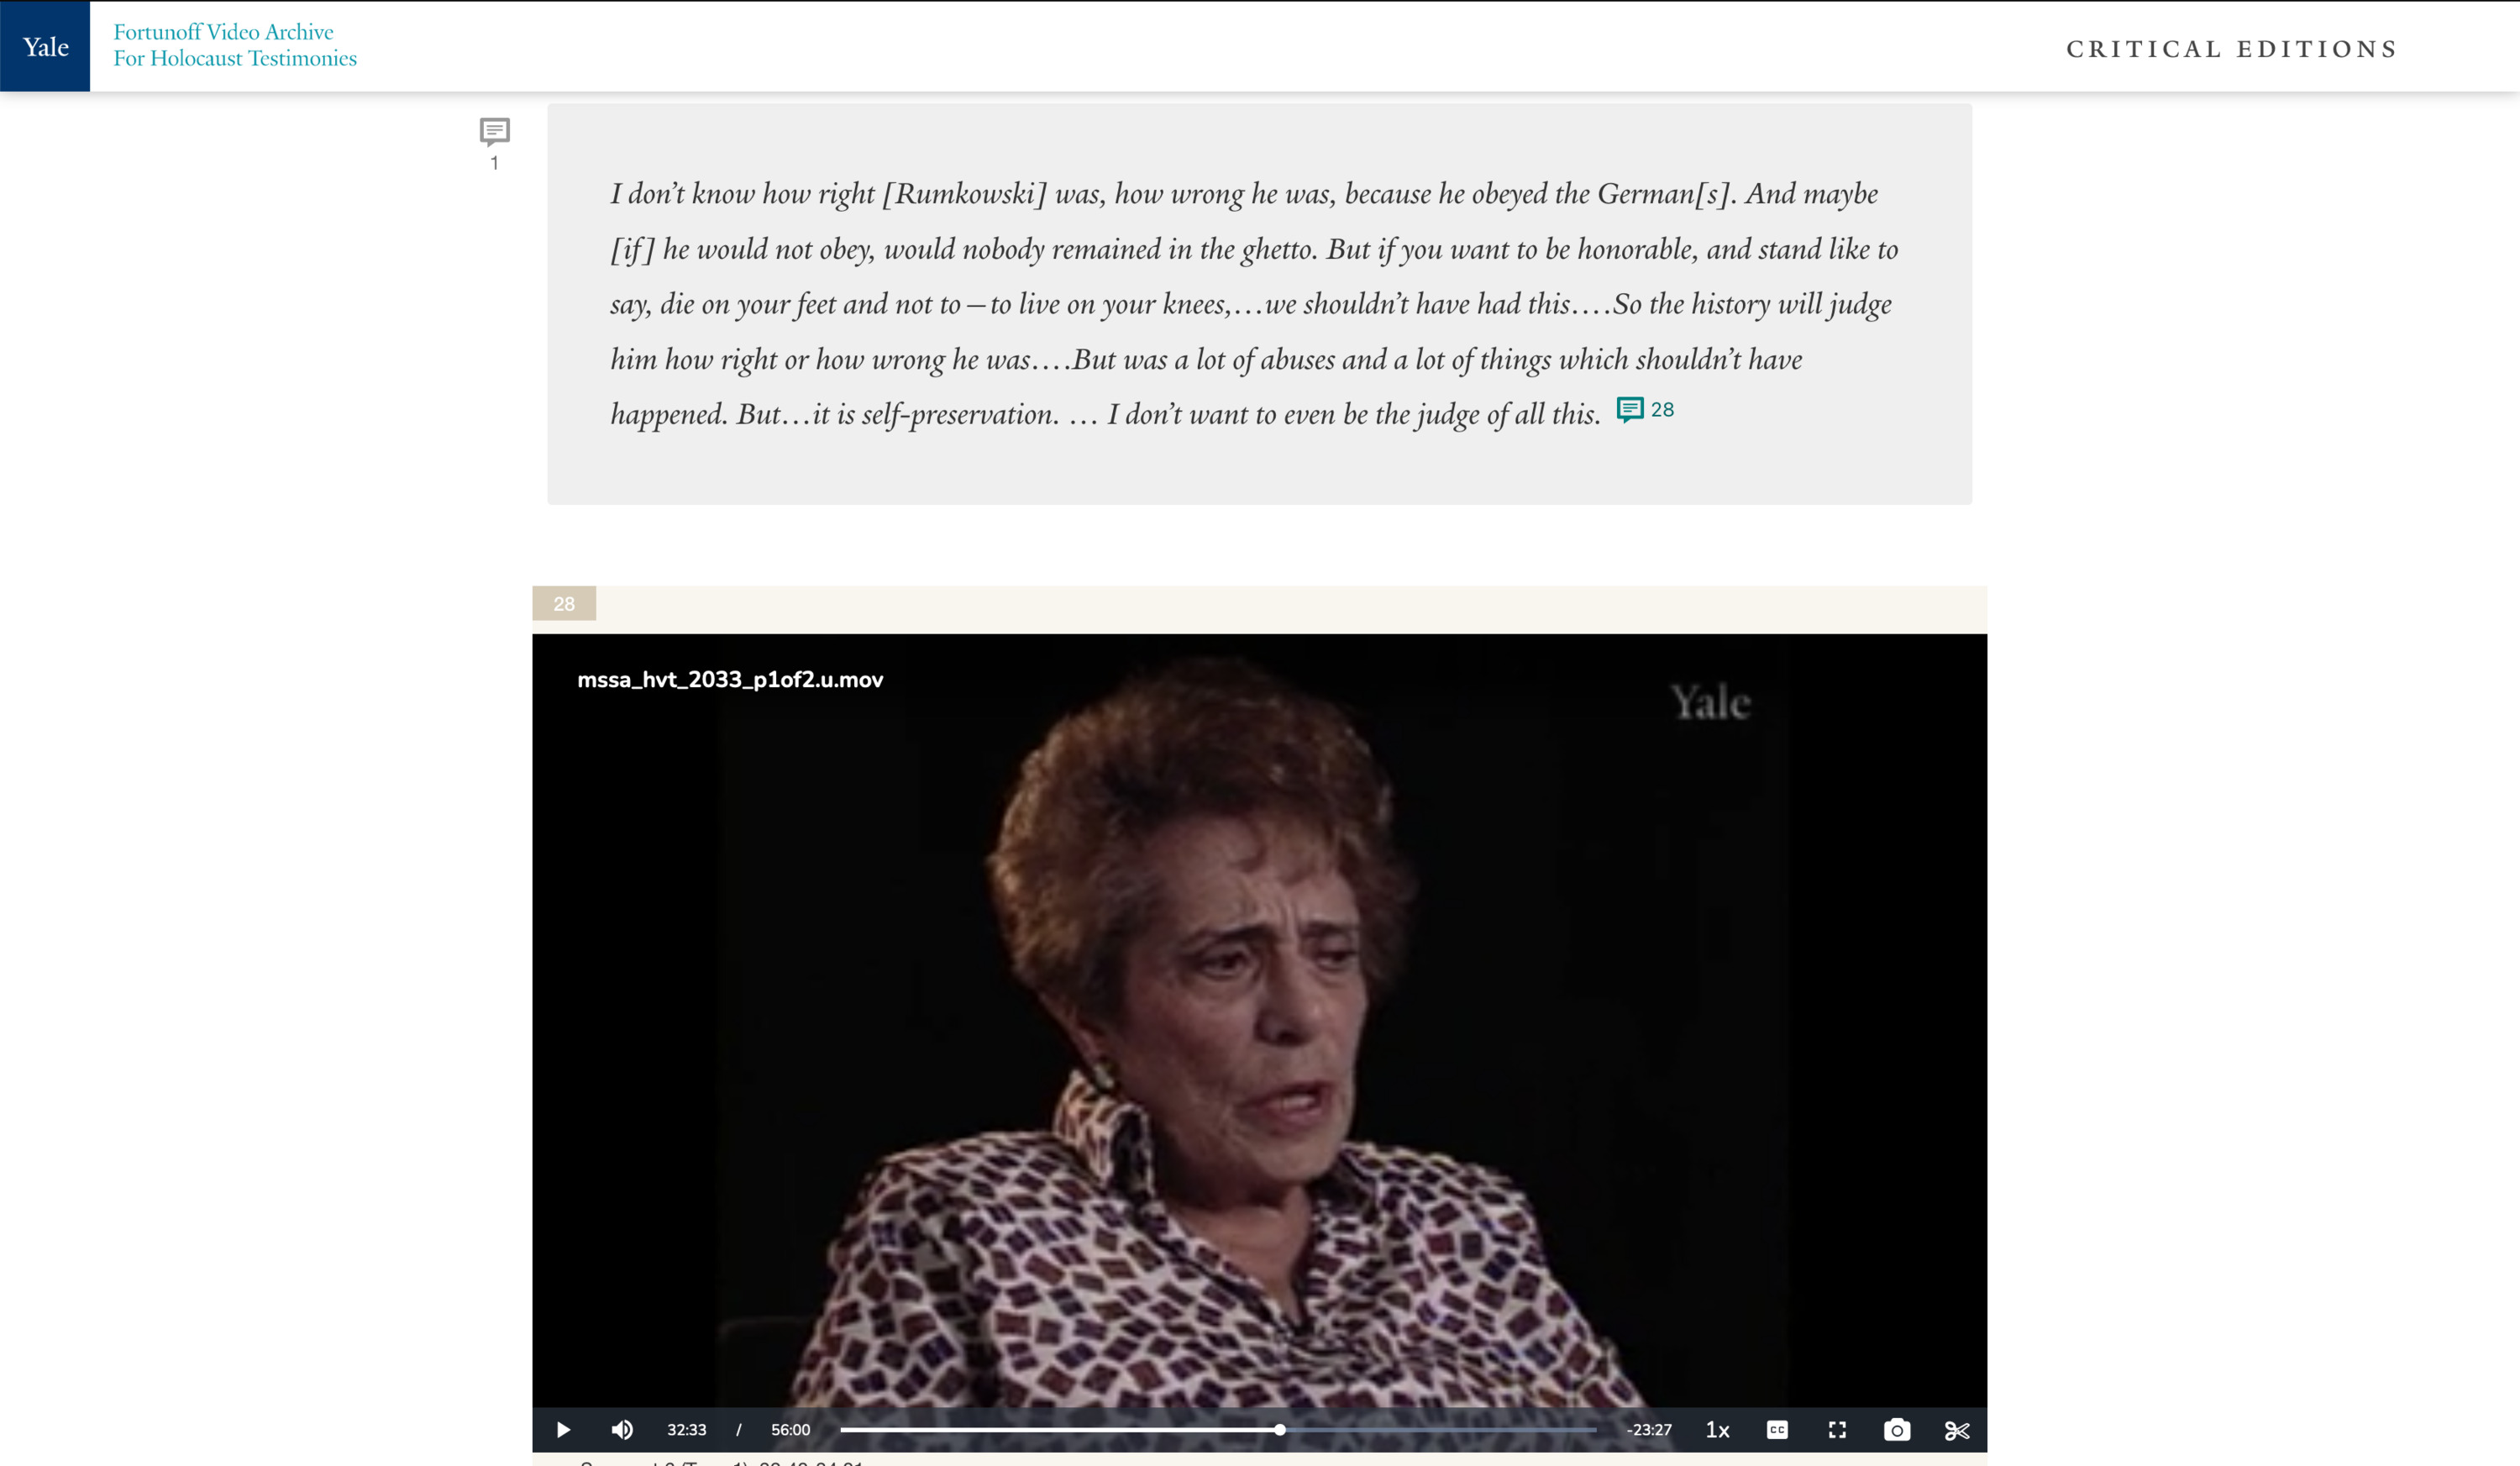 Yale
Fortunoff Video Archive
For Holocaust Testimonies
CRITICAL EDITIONS
1
I don’t know how right [Rumkowski] was, how wrong he was, because he obeyed the German[s]. And maybe
[if] he would not obey, would nobody remained in the ghetto. But if you want to be honorable, and stand like to
say, die on your feet and not to—to live on your knees,…we shouldn’t have had this….So the history will judge
him how right or how wrong he was….But was a lot of abuses and a lot of things which shouldn’t have
happened. But…it is self-preservation. … I don’t want to even be the judge of all this. 28
28
mssa_hvt_2033_p1of2.u.mov
Yale
32:33 / 56:00 -23:27 1x CC